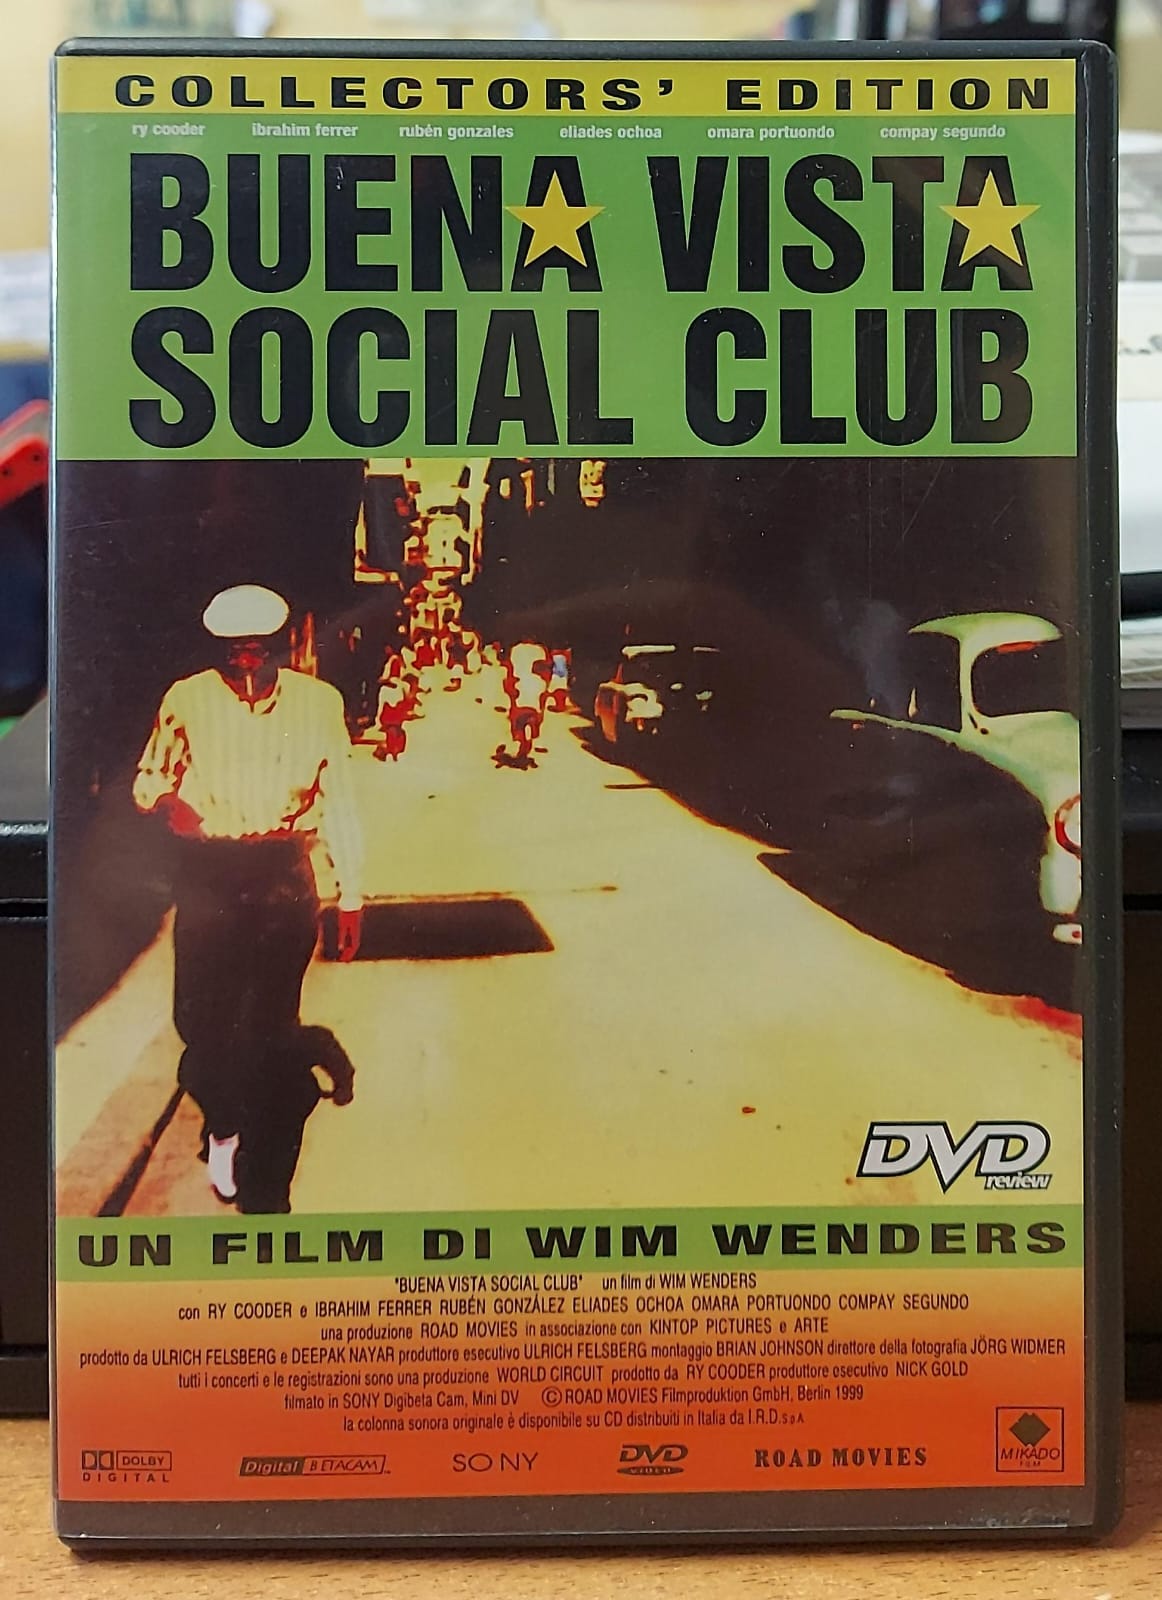 COLLECTORS' EDITION
ry cooder ibrahim ferrer rubén gonzales eliades ochoa omara portuondo compay segundo
BUENA VISTA
SOCIAL CLUB
DVD
review
UN FILM DI WIM WENDERS
"BUENA VISTA SOCIAL CLUB" un film di WIM WENDERS
con RY COODER e IBRAHIM FERRER RUBÉN GONZÁLEZ ELIADES OCHOA OMARA PORTUONDO COMPAY SEGUNDO
una produzione ROAD MOVIES in associazione con KINTOP PICTURES e ARTE
prodotto da ULRICH FELSBERG e DEEPAK NAYAR produttore esecutivo ULRICH FELSBERG montaggio BRIAN JOHNSON direttore della fotografia JÖRG WIDMER
tutti i concerti e le registrazioni sono una produzione WORLD CIRCUIT prodotto da RY COODER produttore esecutivo NICK GOLD
filmato in SONY Digibeta Cam, Mini DV © ROAD MOVIES Filmproduktion GmbH, Berlin 1999
la colonna sonora originale è disponibile su CD distribuiti in Italia da I.R.D. S.p.A.
DOLBY
DIGITAL
Digital BETACAM
SONY
DVD
VIDEO
ROAD MOVIES
MIKADO
FILM